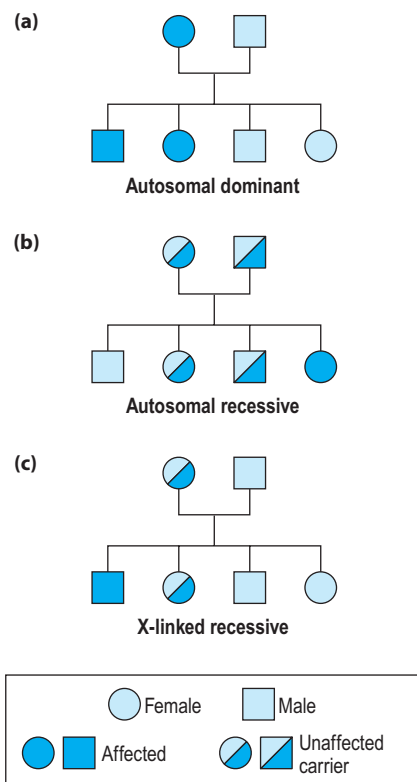 (a)
Autosomal dominant
(b)
Autosomal recessive
(c)
X-linked recessive
Female
Male
Affected
Unaffected
carrier